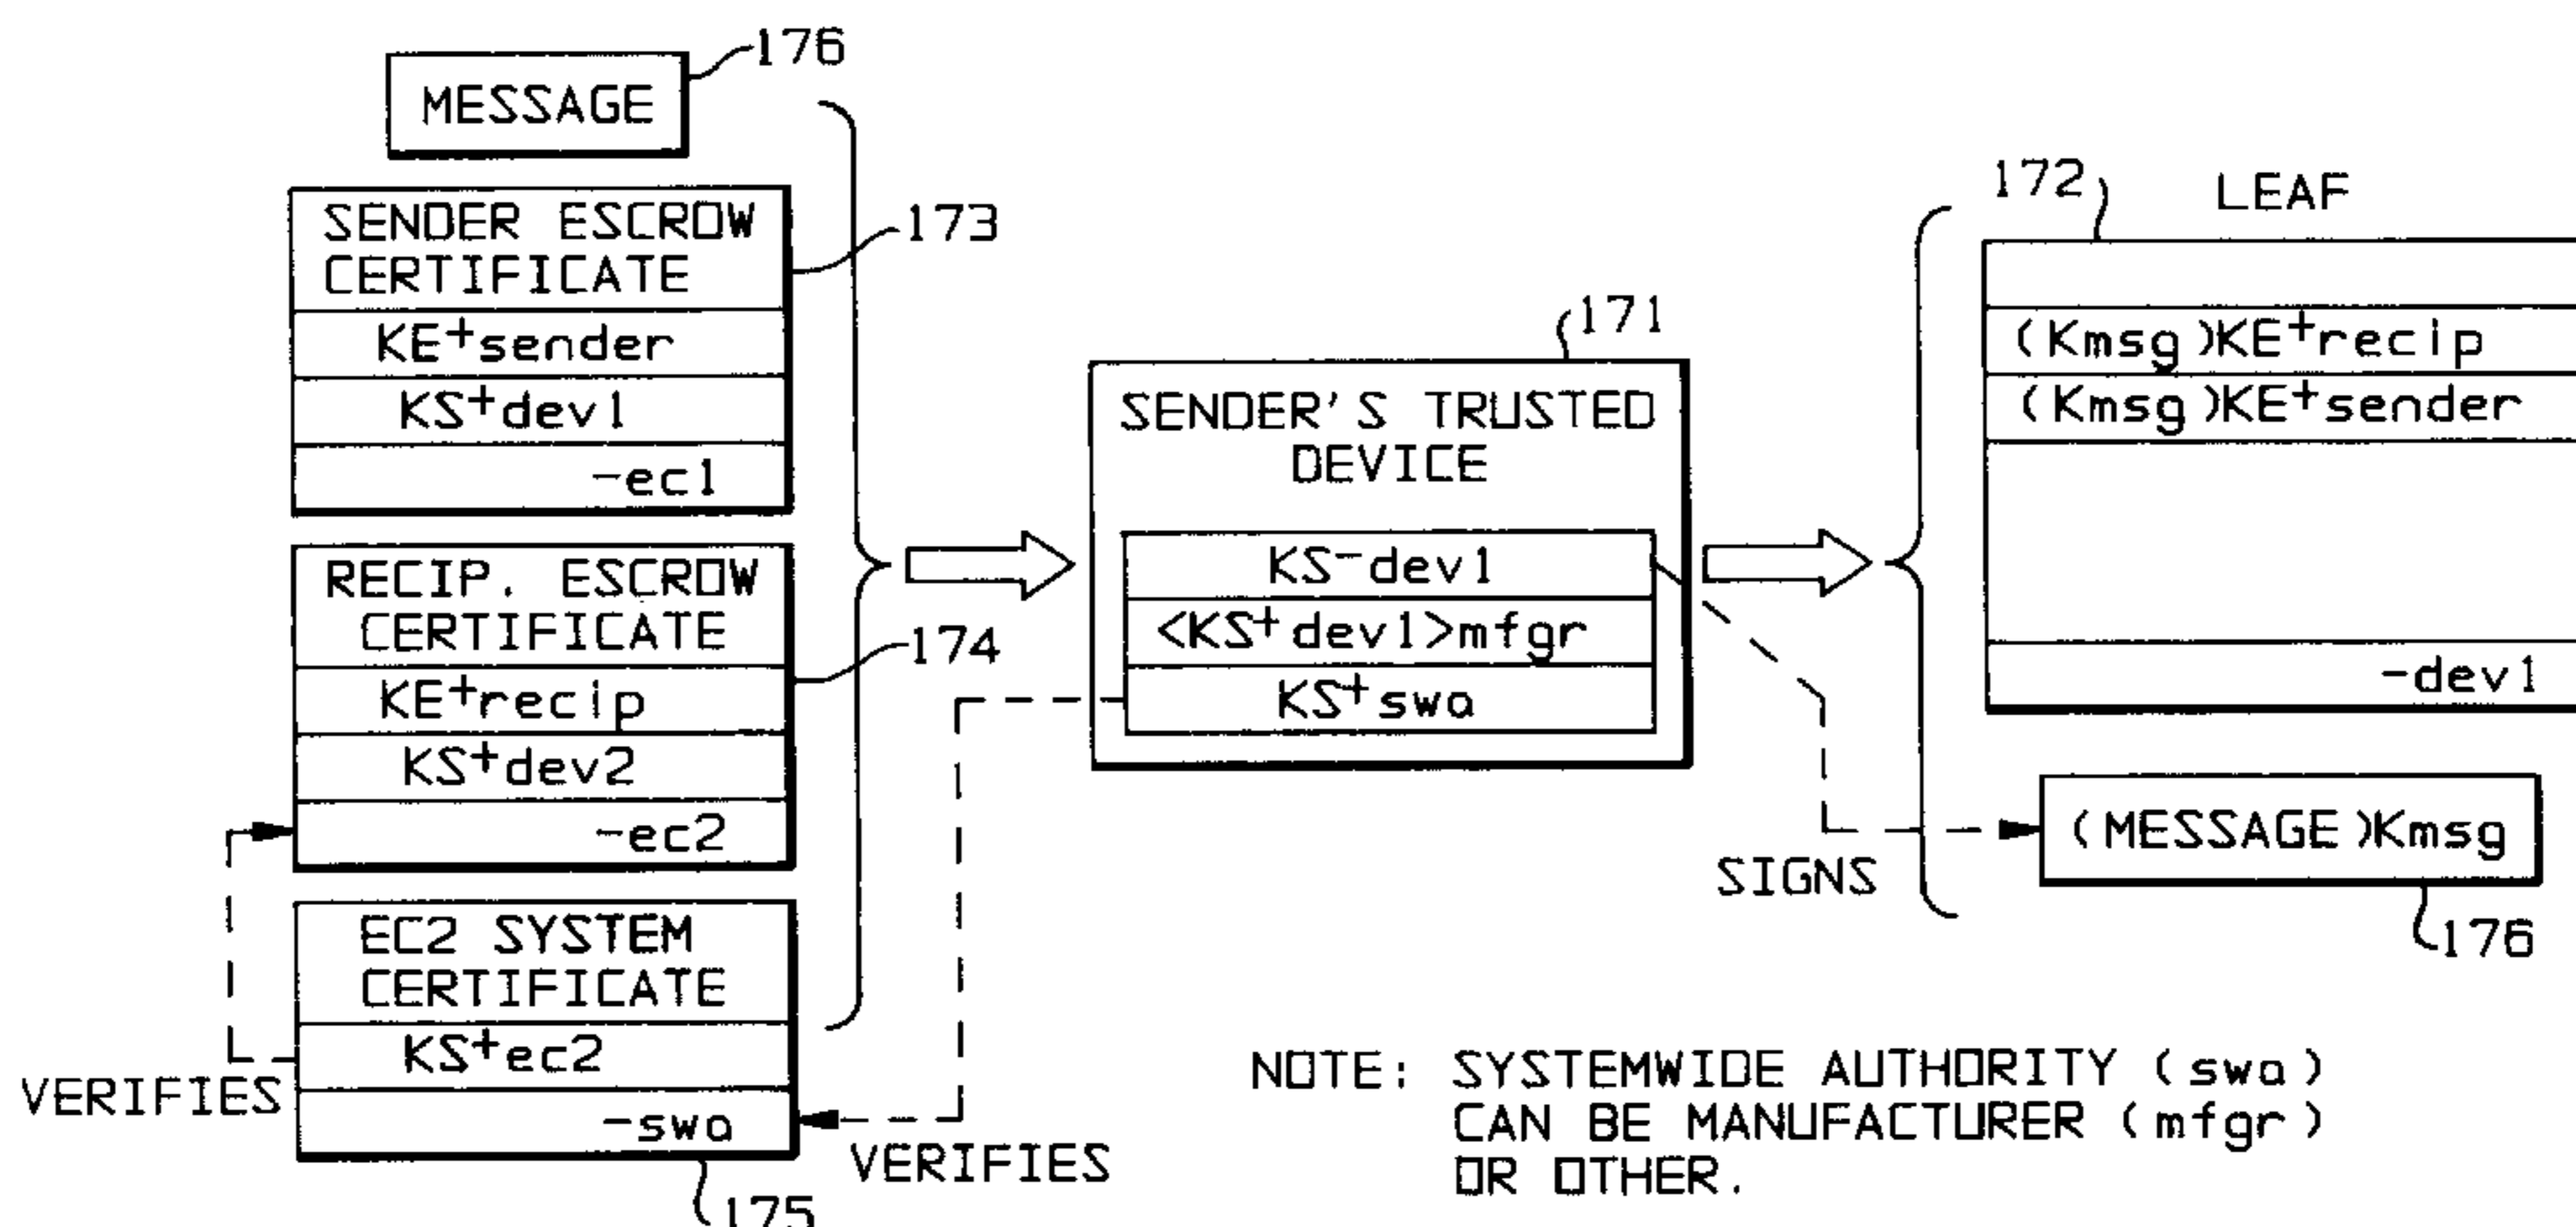 176
MESSAGE
SENDER ESCROW
CERTIFICATE
173
KE+sender
KS+dev1
-ec1
RECIP. ESCROW
CERTIFICATE
174
KE+recip
KS+dev2
-ec2
EC2 SYSTEM
CERTIFICATE
KS+ec2
-swa
VERIFIES
VERIFIES
175
171
SENDER'S TRUSTED
DEVICE
KS-dev1
<KS+dev1>mfgr
KS+swa
SIGNS
172
LEAF
(Kmsg)KE+recip
(Kmsg)KE+sender
-dev1
(MESSAGE)Kmsg
176
NOTE: SYSTEMWIDE AUTHORITY (swa)
CAN BE MANUFACTURER (mfgr)
OR OTHER.